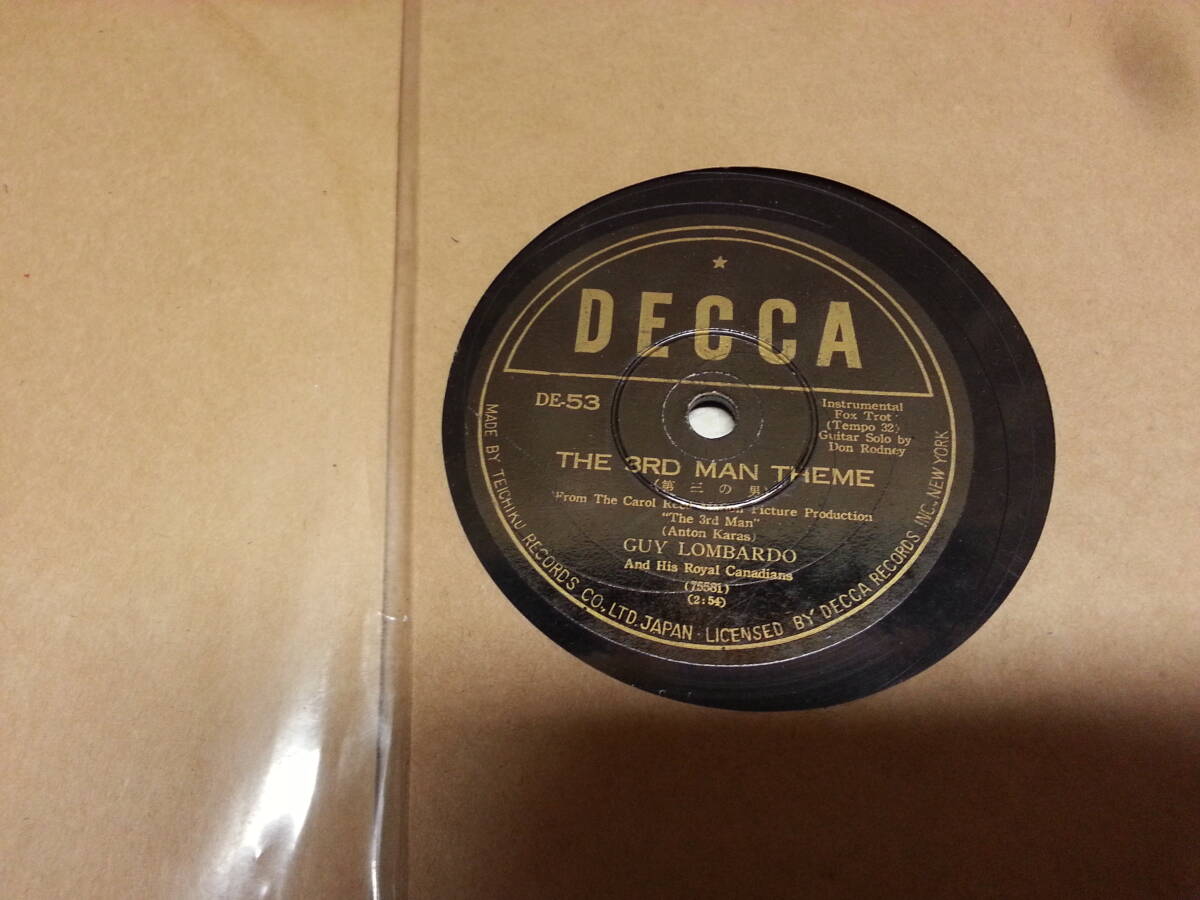 DECCA
DE-53
Instrumental
Fox Trot
(Tempo 32)
Guitar Solo by
Don Rodney
THE 3RD MAN THEME
(第三の男)
From The Carol Reed Picture Production
"The 3rd Man"
(Anton Karas)
GUY LOMBARDO
And His Royal Canadians
(75581)
(2:54)
MADE BY TEICHIKU RECORDS CO., LTD. JAPAN · LICENSED BY DECCA RECORDS INC., NEW YORK